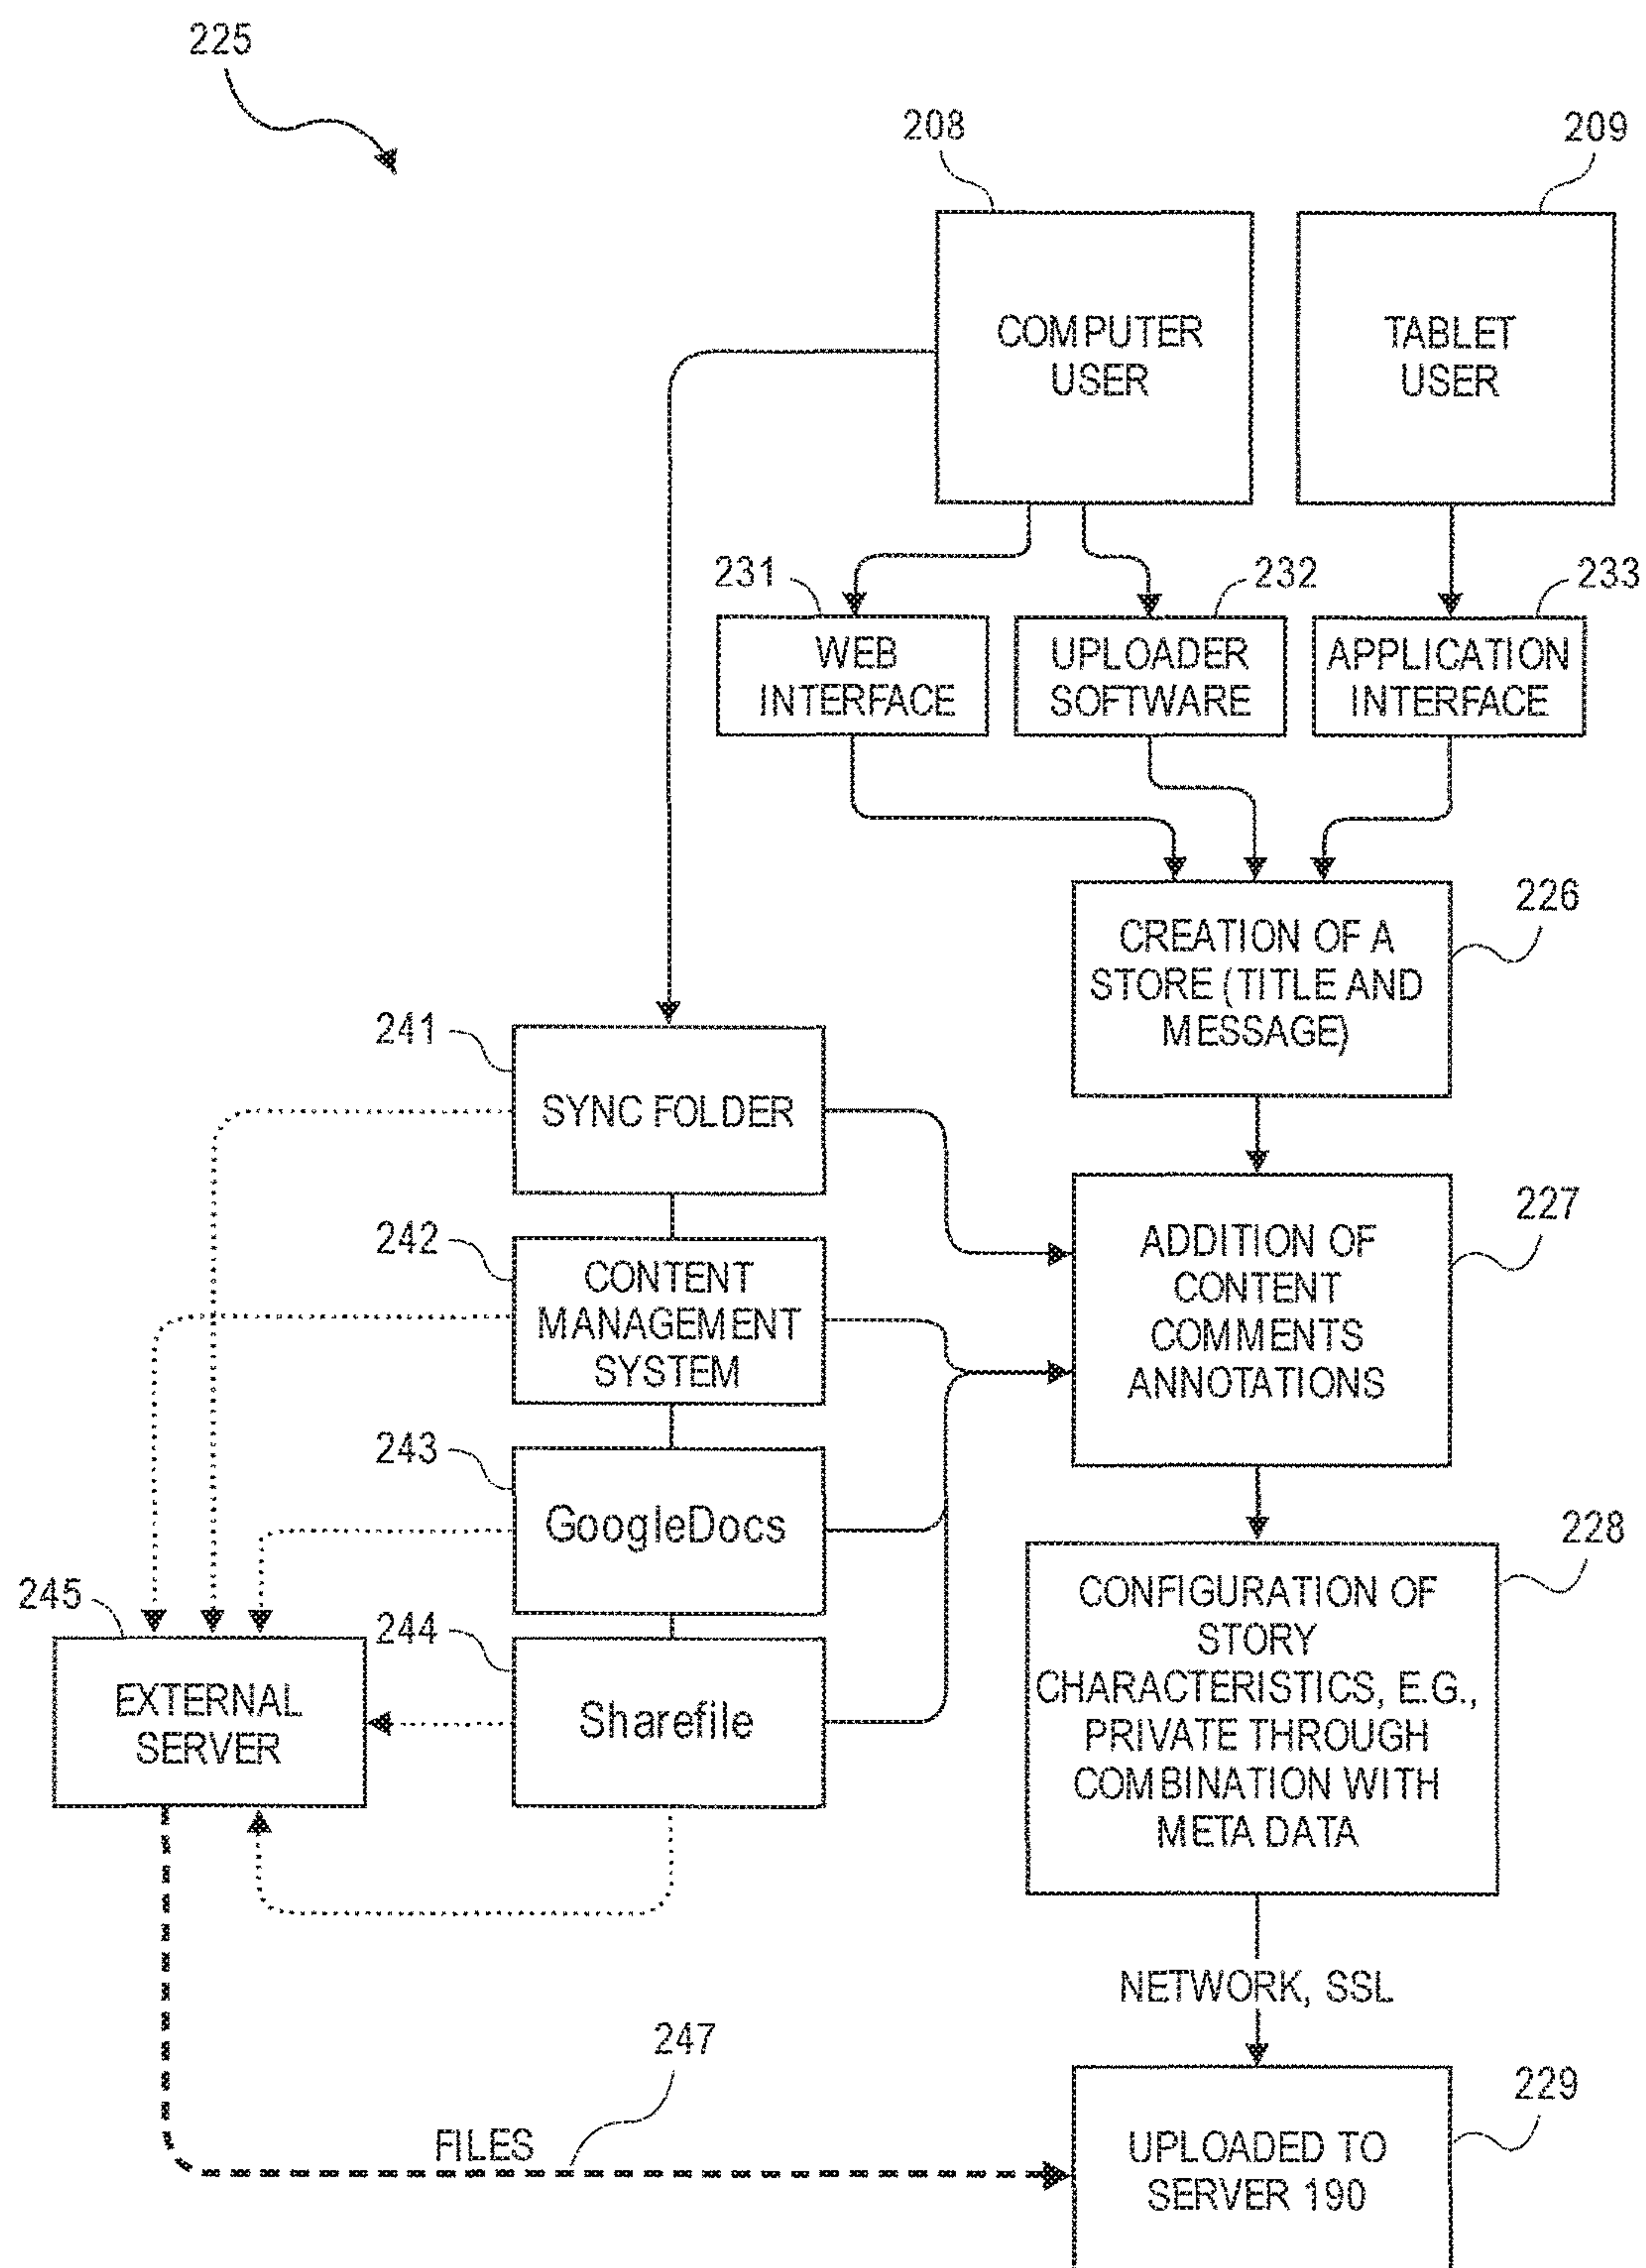 225
208
209
COMPUTER
USER
TABLET
USER
231
232
233
WEB
INTERFACE
UPLOADER
SOFTWARE
APPLICATION
INTERFACE
226
CREATION OF A
STORE (TITLE AND
MESSAGE)
241
SYNC FOLDER
227
ADDITION OF
CONTENT
COMMENTS
ANNOTATIONS
242
CONTENT
MANAGEMENT
SYSTEM
243
GoogleDocs
228
CONFIGURATION OF
STORY
CHARACTERISTICS, E.G.,
PRIVATE THROUGH
COMBINATION WITH
META DATA
245
EXTERNAL
SERVER
244
Sharefile
NETWORK, SSL
247
FILES
229
UPLOADED TO
SERVER 190